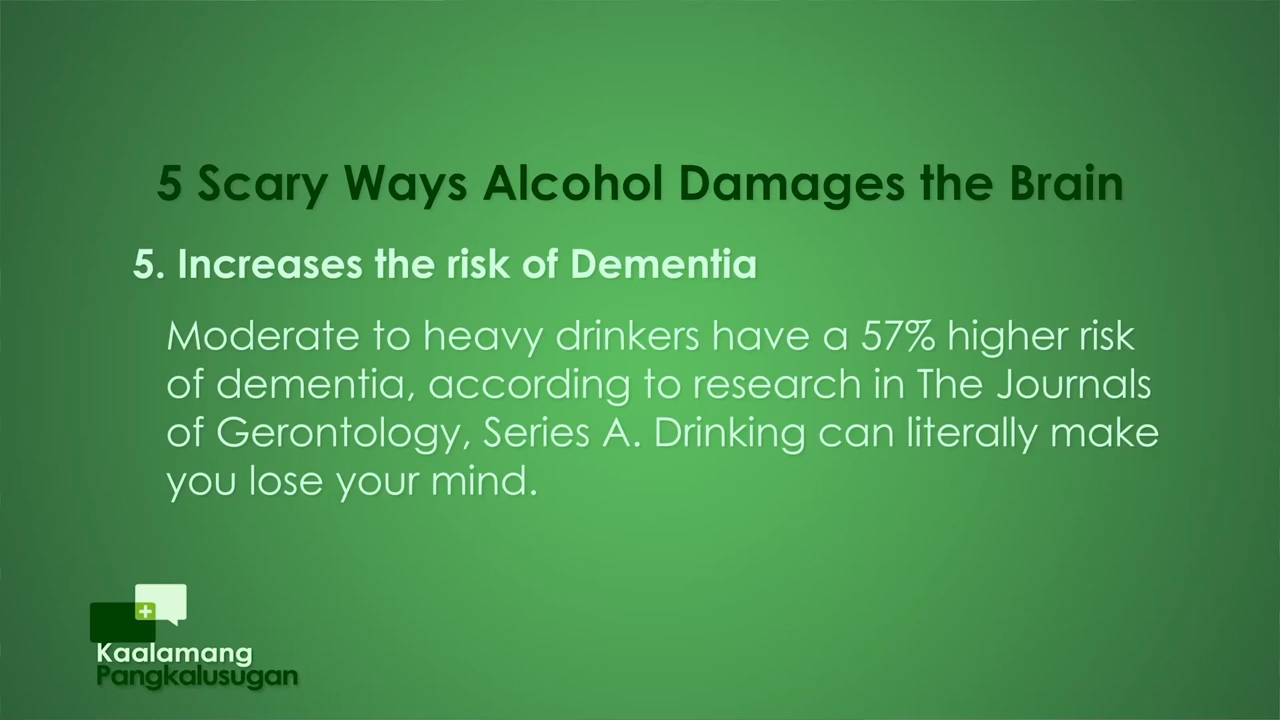 5 Scary Ways Alcohol Damages the Brain
5. Increases the risk of Dementia
Moderate to heavy drinkers have a 57% higher risk
of dementia, according to research in The Journals
of Gerontology, Series A. Drinking can literally make
you lose your mind.
Kaalamang
Pangkalusugan